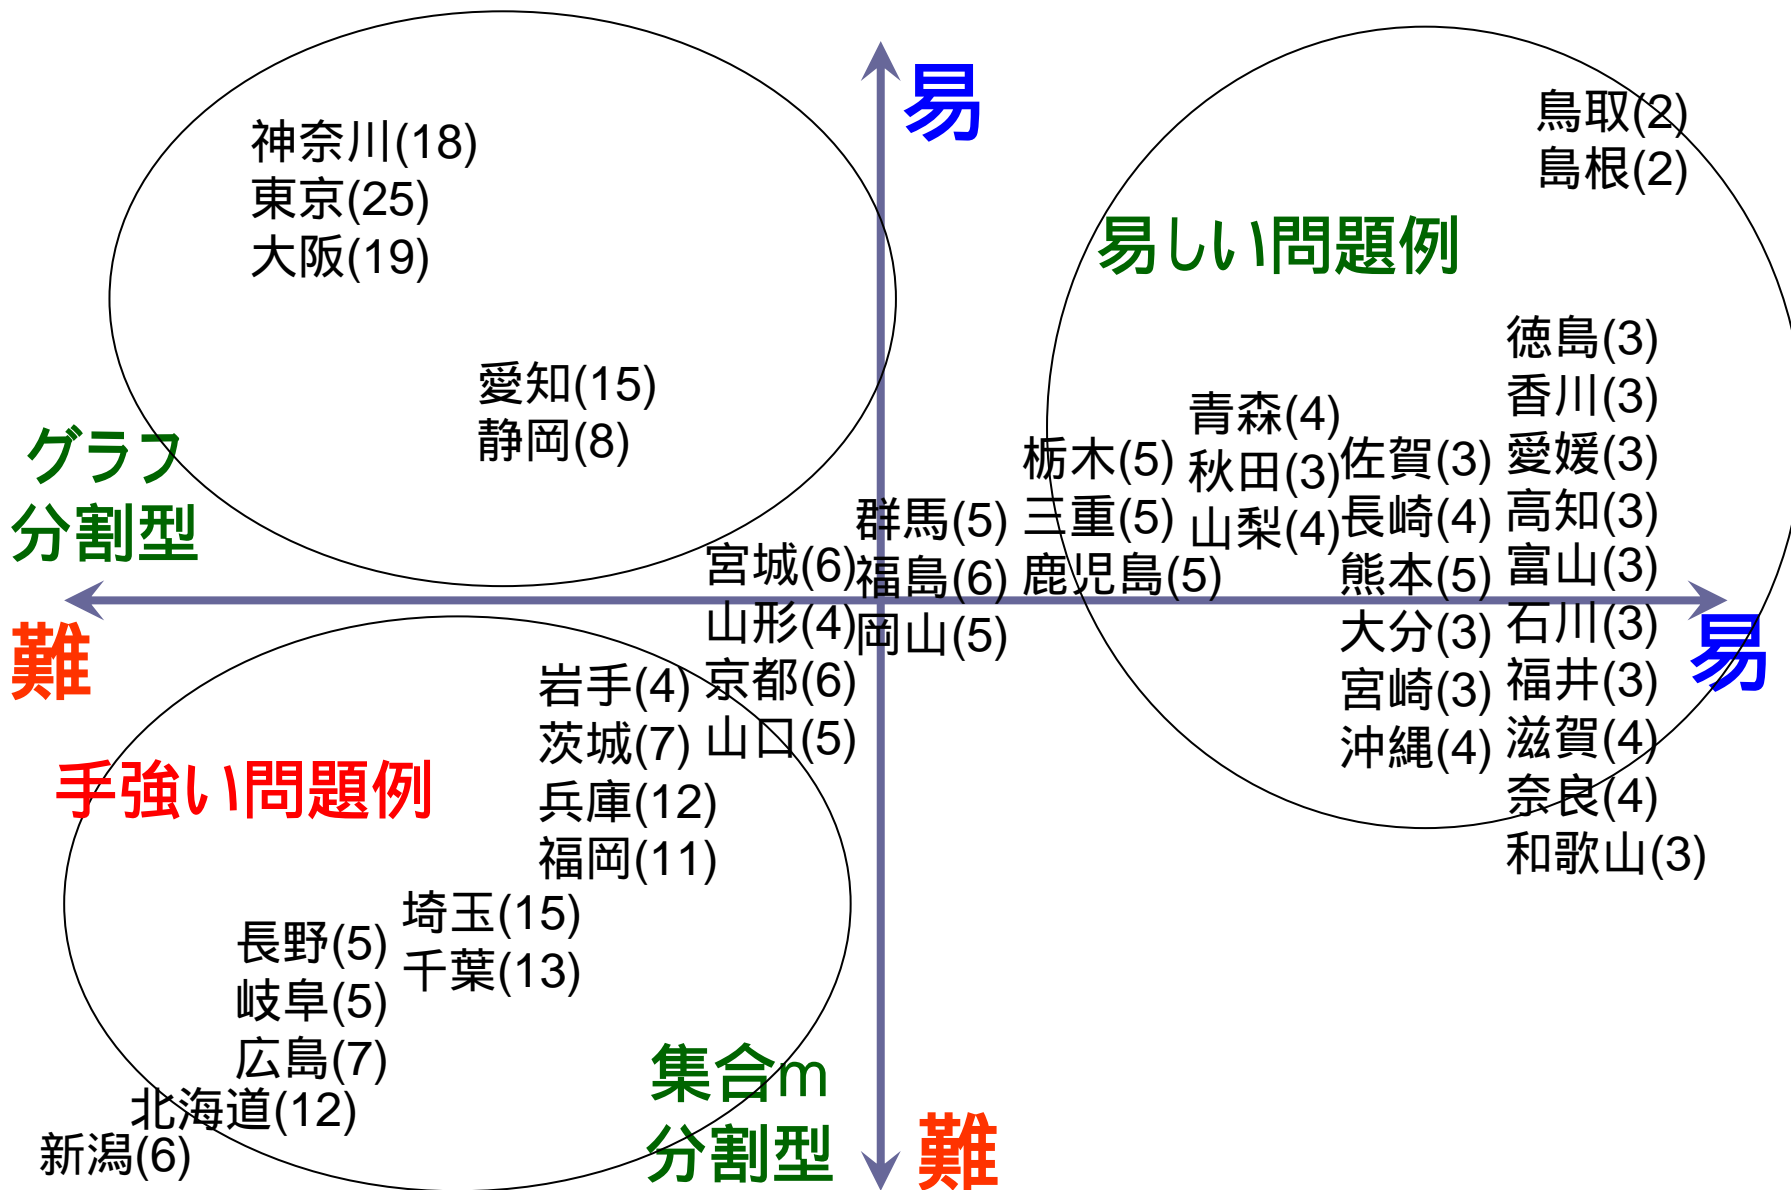 易
神奈川(18)
東京(25)
大阪(19)
愛知(15)
静岡(8)
グラフ
分割型
難
鳥取(2)
島根(2)
易しい問題例
徳島(3)
香川(3)
愛媛(3)
高知(3)
富山(3)
石川(3)
福井(3)
滋賀(4)
奈良(4)
和歌山(3)
青森(4)
秋田(3)
山梨(4)
佐賀(3)
長崎(4)
熊本(5)
大分(3)
宮崎(3)
沖縄(4)
栃木(5)
三重(5)
鹿児島(5)
群馬(5)
福島(6)
岡山(5)
宮城(6)
山形(4)
京都(6)
山口(5)
易
岩手(4)
茨城(7)
兵庫(12)
福岡(11)
手強い問題例
埼玉(15)
千葉(13)
長野(5)
岐阜(5)
広島(7)
北海道(12)
新潟(6)
集合m
分割型
難